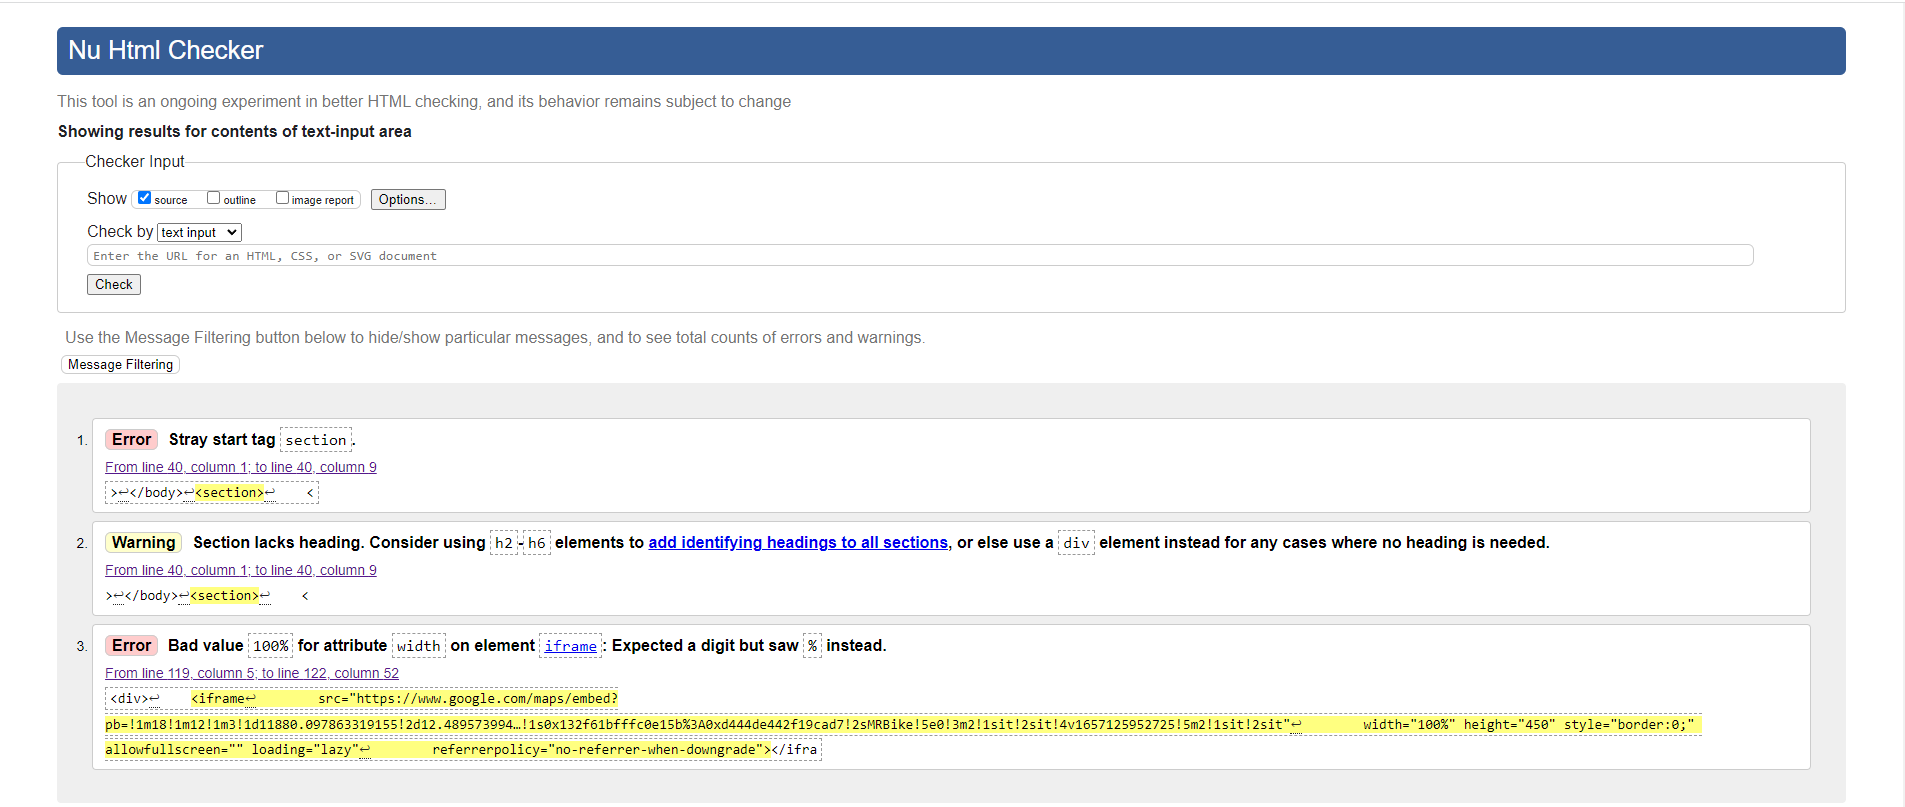 Nu Html Checker
This tool is an ongoing experiment in better HTML checking, and its behavior remains subject to change
Showing results for contents of text-input area
Checker Input
Show source outline image report Options...
Check by text input
Enter the URL for an HTML, CSS, or SVG document
Check
Use the Message Filtering button below to hide/show particular messages, and to see total counts of errors and warnings.
Message Filtering
1. Error Stray start tag section.
From line 40, column 1; to line 40, column 9
>↩</body>↩<section>↩    <
2. Warning Section lacks heading. Consider using h2-h6 elements to add identifying headings to all sections, or else use a div element instead for any cases where no heading is needed.
From line 40, column 1; to line 40, column 9
>↩</body>↩<section>↩    <
3. Error Bad value 100% for attribute width on element iframe: Expected a digit but saw % instead.
From line 119, column 5; to line 122, column 52
<div>↩    <iframe↩        src="https://www.google.com/maps/embed?
pb=!1m18!1m12!1m3!1d11880.097863319155!2d12.489573994…!1s0x132f61bfffc0e15b%3A0xd444de442f19cad7!2sMRBike!5e0!3m2!1sit!2sit!4v1657125952725!5m2!1sit!2sit"↩        width="100%" height="450" style="border:0;"
allowfullscreen="" loading="lazy"↩        referrerpolicy="no-referrer-when-downgrade"></ifra